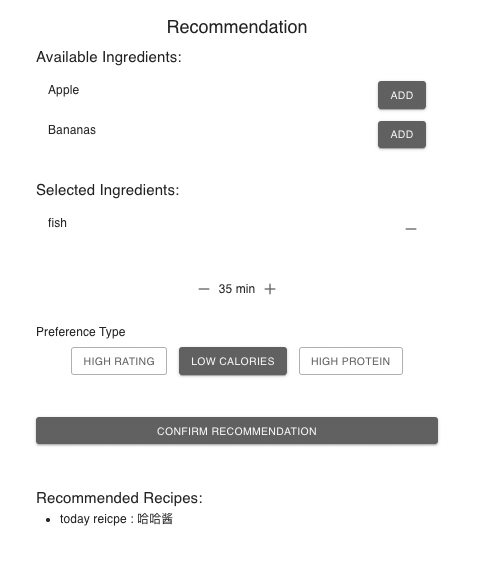 Recommendation
Available Ingredients:
Apple
ADD
Bananas
ADD
Selected Ingredients:
fish
—
— 35 min +
Preference Type
HIGH RATING LOW CALORIES HIGH PROTEIN
CONFIRM RECOMMENDATION
Recommended Recipes:
• today reicpe : 哈哈酱